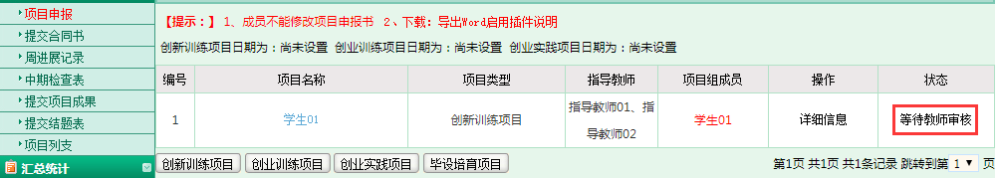 项目申报
提交合同书
周进展记录
中期检查表
提交项目成果
提交结题表
项目列支
汇总统计
【提示：】 1、成员不能修改项目申报书 2、下载：导出Word启用插件说明
创新训练项目日期为：尚未设置 创业训练项目日期为：尚未设置 创业实践项目日期为：尚未设置
编号 项目名称 项目类型 指导教师 项目组成员 操作 状态
1 学生01 创新训练项目 指导教师01、指导教师02 学生01 详细信息 等待教师审核
创新训练项目 创业训练项目 创业实践项目 毕设培育项目 第1页 共1页 共1条记录 跳转到第 1 页